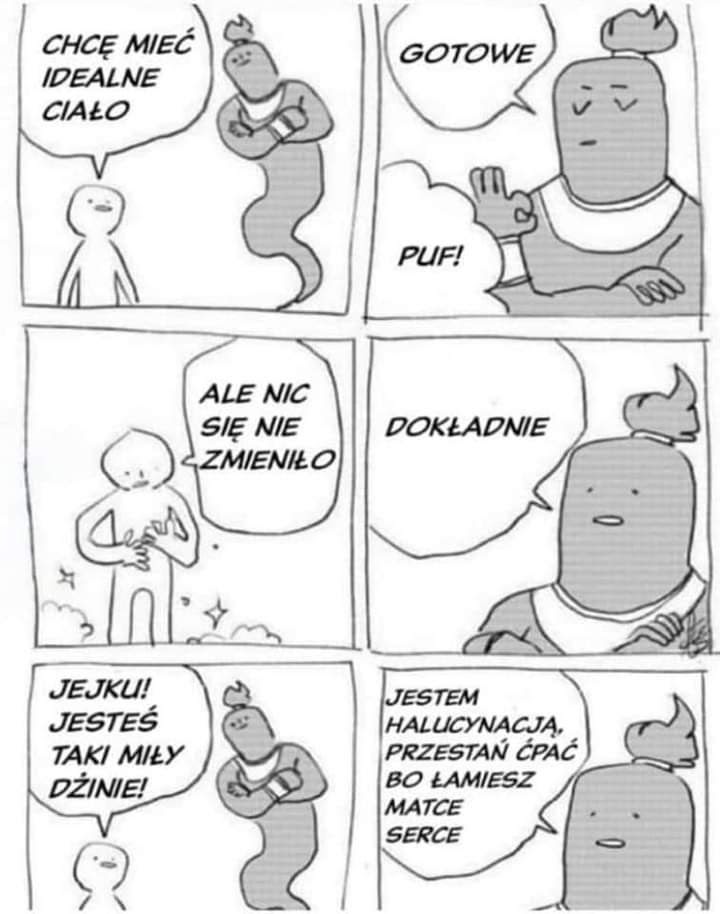 CHCĘ MIEĆ
IDEALNE
CIAŁO
GOTOWE
PUF!
ALE NIC
SIĘ NIE
ZMIENIŁO
DOKŁADNIE
JEJKU!
JESTEŚ
TAKI MIŁY
DŻINIE!
JESTEM
HALUCYNACJĄ,
PRZESTAŃ ĆPAĆ
BO ŁAMIESZ
MATCE
SERCE